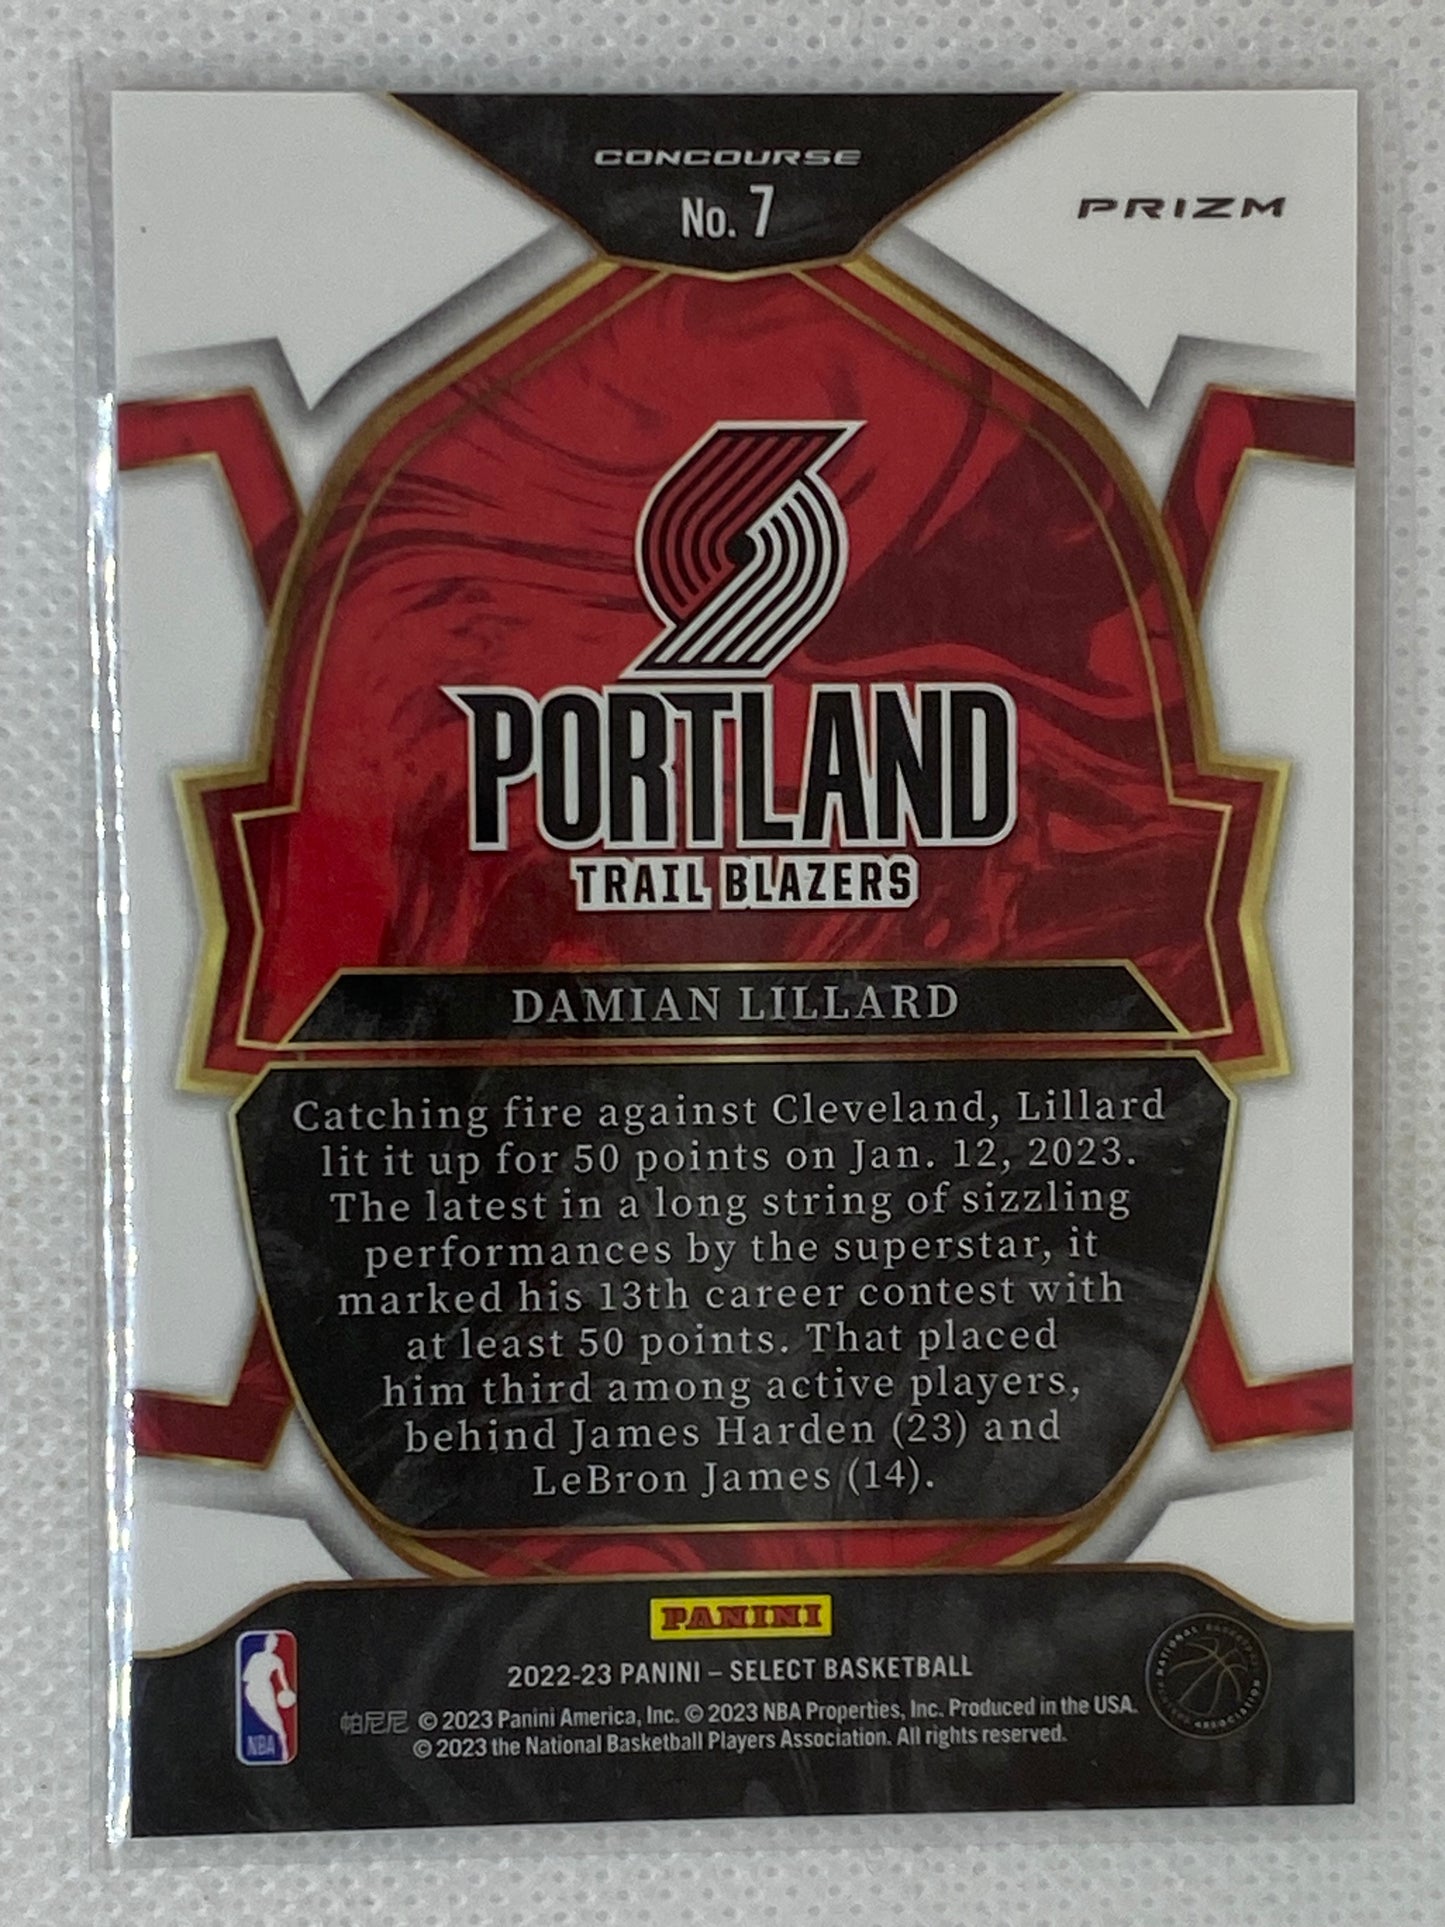 CONCOURSE
No. 7
PRIZM
PORTLAND
TRAIL BLAZERS
DAMIAN LILLARD
Catching fire against Cleveland, Lillard
lit it up for 50 points on Jan. 12, 2023.
The latest in a long string of sizzling
performances by the superstar, it
marked his 13th career contest with
at least 50 points. That placed
him third among active players,
behind James Harden (23) and
LeBron James (14).
PANINI
2022-23 PANINI – SELECT BASKETBALL
帕尼尼 © 2023 Panini America, Inc. © 2023 NBA Properties, Inc. Produced in the USA.
© 2023 the National Basketball Players Association. All rights reserved.
NBA
NATIONAL BASKETBALL PLAYERS ASSOCIATION